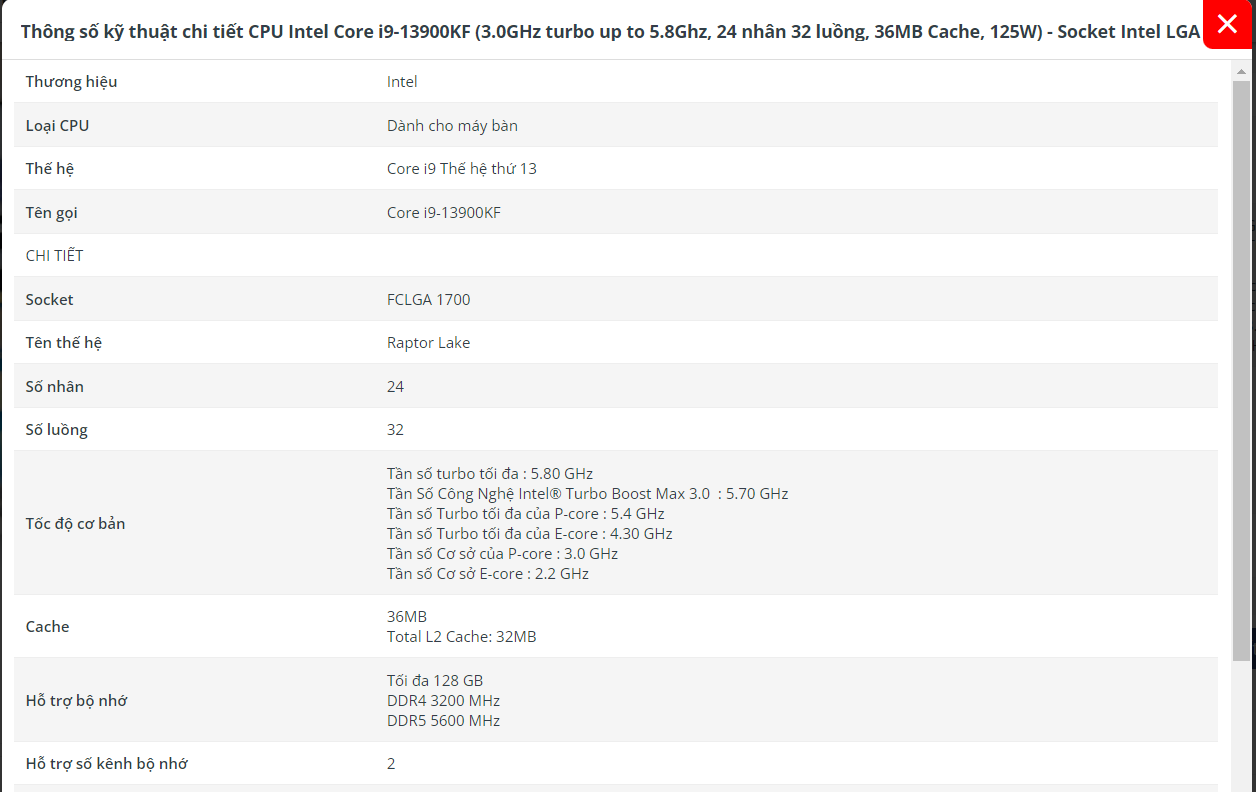 Thông số kỹ thuật chi tiết CPU Intel Core i9-13900KF (3.0GHz turbo up to 5.8Ghz, 24 nhân 32 luồng, 36MB Cache, 125W) - Socket Intel LGA
Thương hiệu Intel
Loại CPU Dành cho máy bàn
Thế hệ Core i9 Thế hệ thứ 13
Tên gọi Core i9-13900KF
CHI TIẾT
Socket FCLGA 1700
Tên thế hệ Raptor Lake
Số nhân 24
Số luồng 32
Tốc độ cơ bản
Tần số turbo tối đa : 5.80 GHz
Tần Số Công Nghệ Intel® Turbo Boost Max 3.0 : 5.70 GHz
Tần số Turbo tối đa của P-core : 5.4 GHz
Tần số Turbo tối đa của E-core : 4.30 GHz
Tần số Cơ sở của P-core : 3.0 GHz
Tần số Cơ sở E-core : 2.2 GHz
Cache
36MB
Total L2 Cache: 32MB
Hỗ trợ bộ nhớ
Tối đa 128 GB
DDR4 3200 MHz
DDR5 5600 MHz
Hỗ trợ số kênh bộ nhớ 2